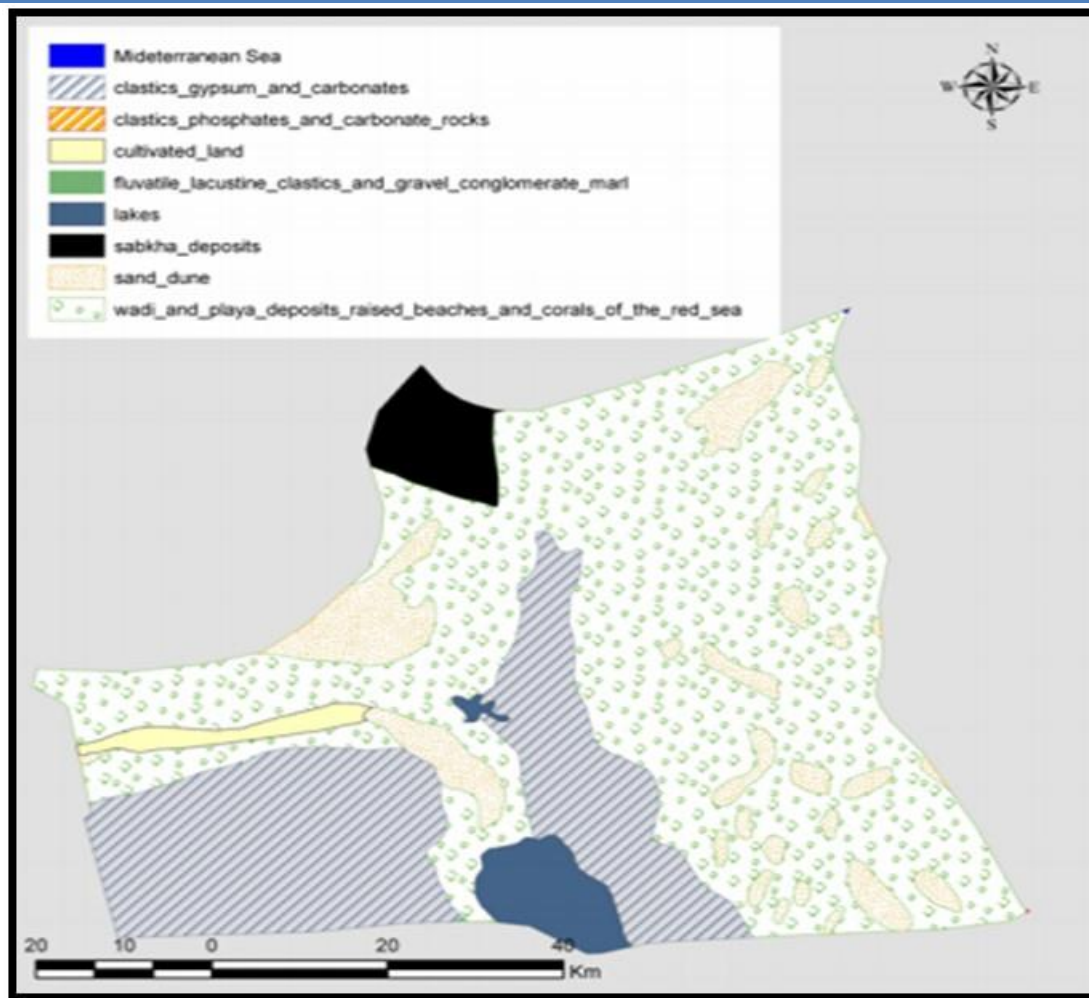 Mideterranean Sea
clastics_gypsum_and_carbonates
clastics_phosphates_and_carbonate_rocks
cultivated_land
fluvatile_lacustine_clastics_and_gravel_conglomerate_marl
lakes
sabkha_deposits
sand_dune
wadi_and_playa_deposits_raised_beaches_and_corals_of_the_red_sea
N
W E
S
20 10 0 20 40
Km